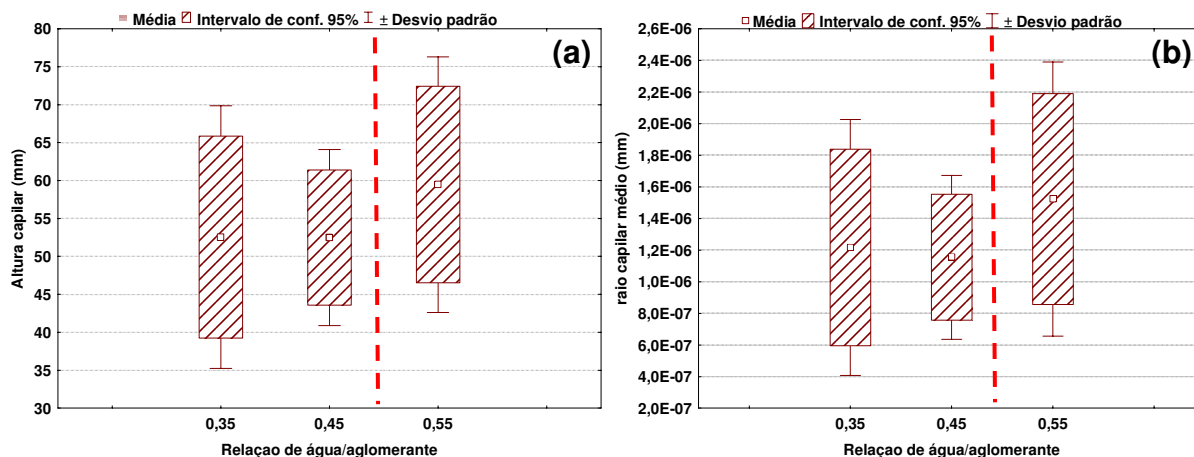 Média Intervalo de conf. 95% ± Desvio padrão
(a)
Altura capilar (mm)
80
75
70
65
60
55
50
45
40
35
30
0,35 0,45 0,55
Relaçao de água/aglomerante
Média Intervalo de conf. 95% ± Desvio padrão
(b)
raio capilar médio (mm)
2,6E-06
2,4E-06
2,2E-06
2,0E-06
1,8E-06
1,6E-06
1,4E-06
1,2E-06
1,0E-06
8,0E-07
6,0E-07
4,0E-07
2,0E-07
0,35 0,45 0,55
Relaçao de água/aglomerante